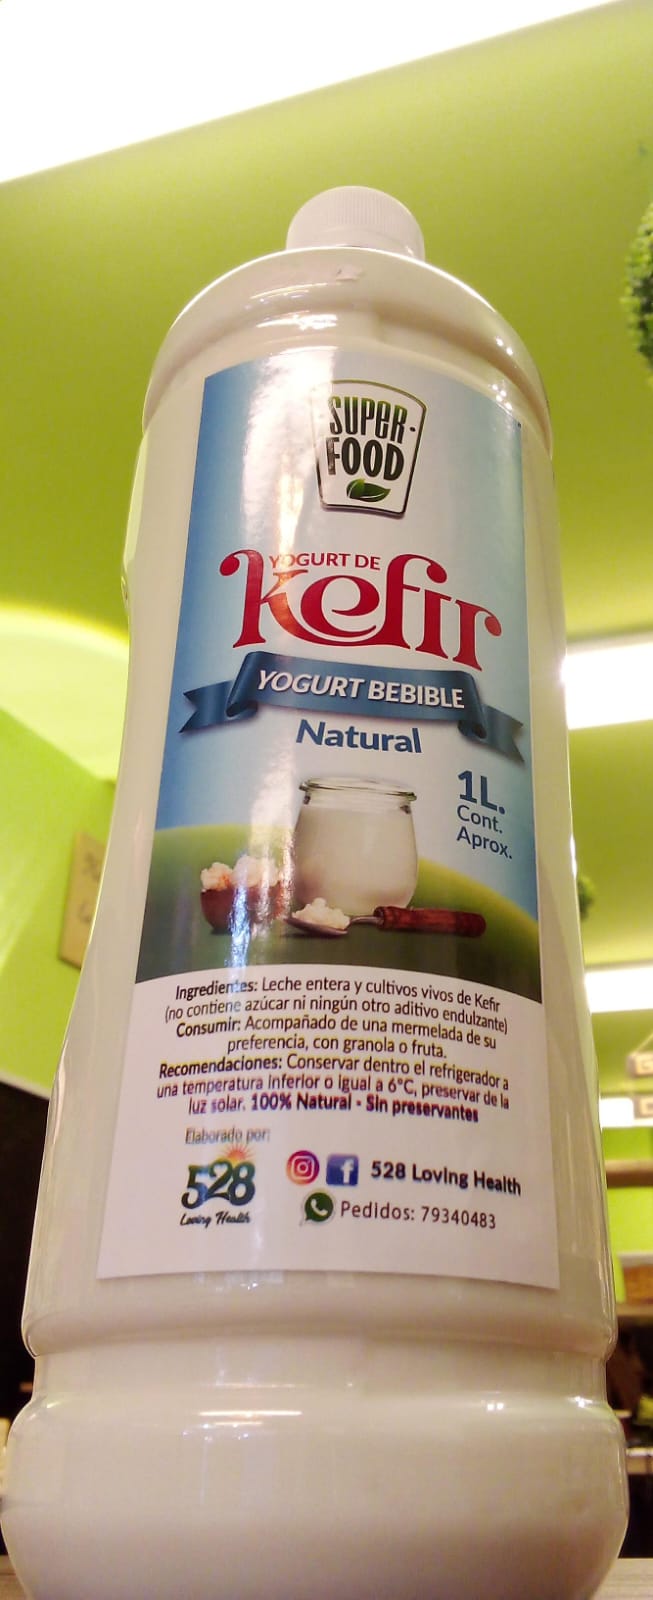 SUPER-
FOOD
YOGURT DE
Kefir
YOGURT BEBIBLE
Natural
1L.
Cont.
Aprox.
Ingredientes: Leche entera y cultivos vivos de Kefir
(no contiene azúcar ni ningún otro aditivo endulzante)
Consumir: Acompañado de una mermelada de su
preferencia, con granola o fruta.
Recomendaciones: Conservar dentro el refrigerador a
una temperatura inferior o igual a 6°C, preservar de la
luz solar. 100% Natural - Sin preservantes
Elaborado por:
528
Loving Health
528 Loving Health
Pedidos: 79340483